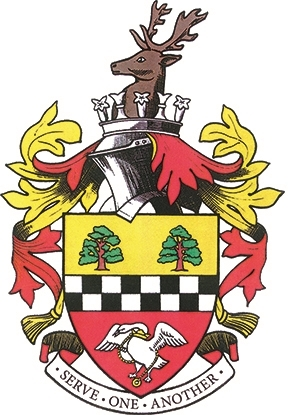 · SERVE · ONE · ANOTHER ·